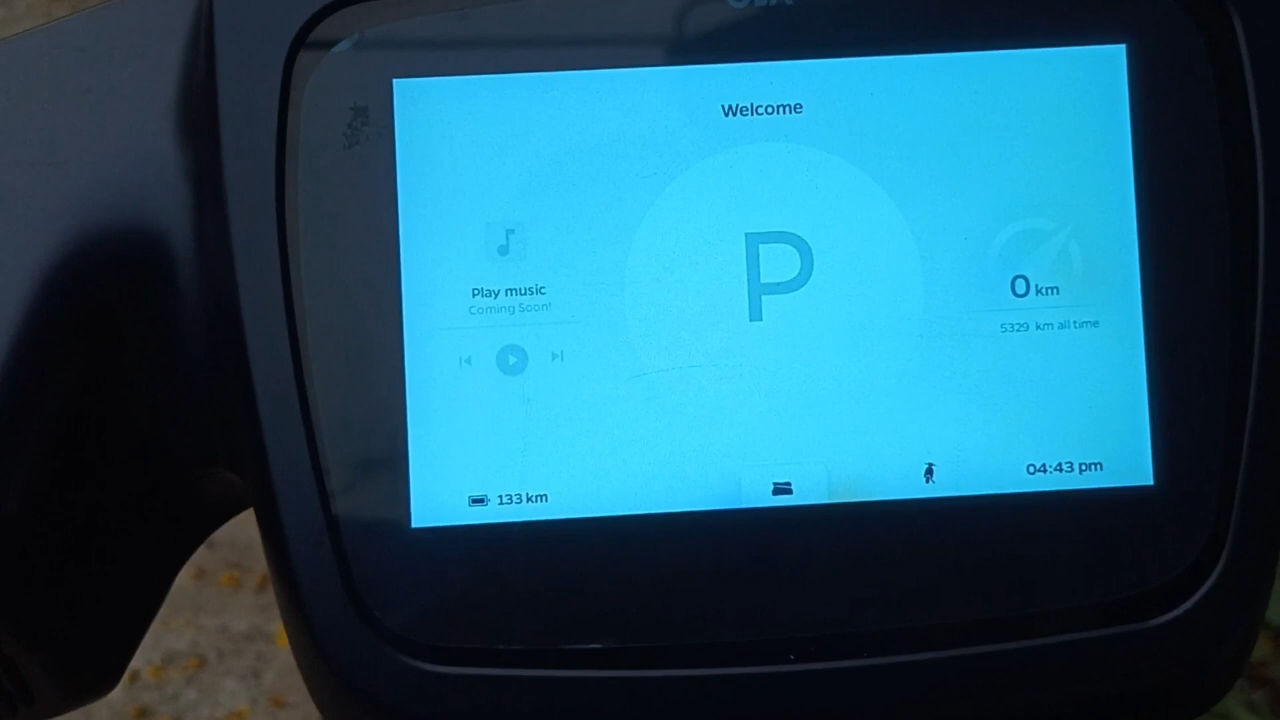 Welcome
P
Play music
Coming Soon!
0 km
5329 km all time
133 km
04:43 pm